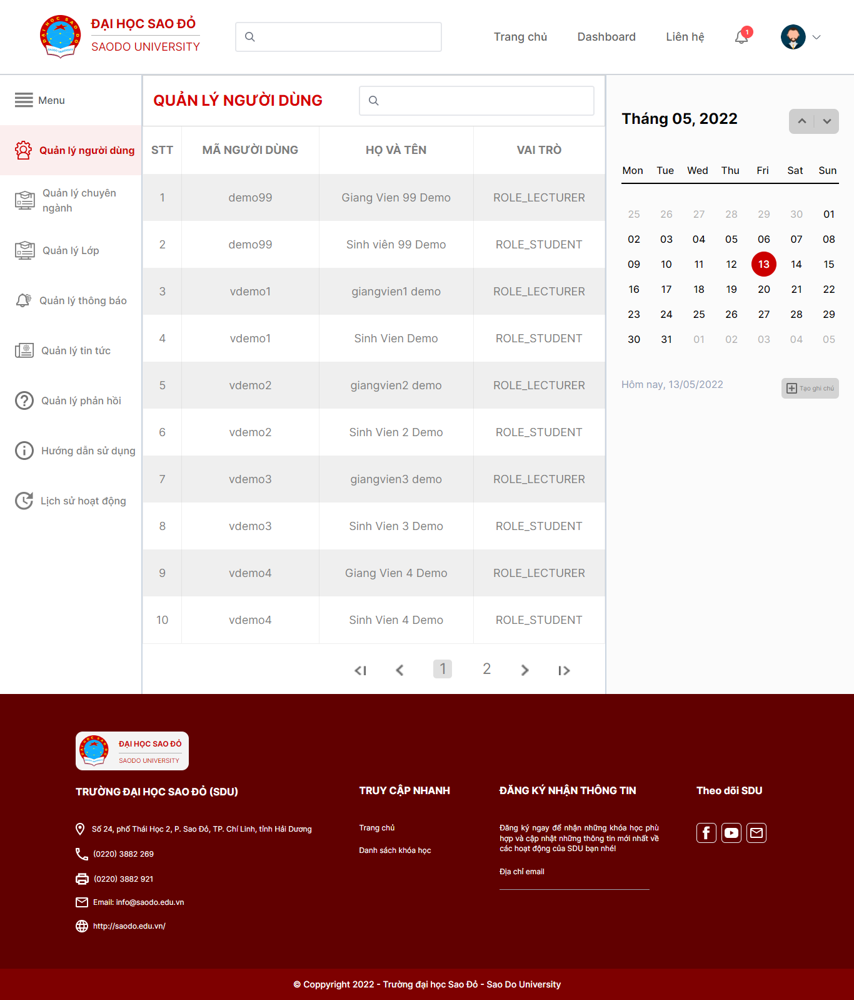 ĐẠI HỌC SAO ĐỎ
SAODO UNIVERSITY
Trang chủ
Dashboard
Liên hệ
1
Menu
Quản lý người dùng
Quản lý chuyên
ngành
Quản lý Lớp
Quản lý thông báo
Quản lý tin tức
Quản lý phản hồi
Hướng dẫn sử dụng
Lịch sử hoạt động
QUẢN LÝ NGƯỜI DÙNG
STT MÃ NGƯỜI DÙNG HỌ VÀ TÊN VAI TRÒ
1 demo99 Giang Vien 99 Demo ROLE_LECTURER
2 demo99 Sinh viên 99 Demo ROLE_STUDENT
3 vdemo1 giangvien1 demo ROLE_LECTURER
4 vdemo1 Sinh Vien Demo ROLE_STUDENT
5 vdemo2 giangvien2 demo ROLE_LECTURER
6 vdemo2 Sinh Vien 2 Demo ROLE_STUDENT
7 vdemo3 giangvien3 demo ROLE_LECTURER
8 vdemo3 Sinh Vien 3 Demo ROLE_STUDENT
9 vdemo4 Giang Vien 4 Demo ROLE_LECTURER
10 vdemo4 Sinh Vien 4 Demo ROLE_STUDENT
1 2
Tháng 05, 2022
Mon Tue Wed Thu Fri Sat Sun
25 26 27 28 29 30 01
02 03 04 05 06 07 08
09 10 11 12 13 14 15
16 17 18 19 20 21 22
23 24 25 26 27 28 29
30 31 01 02 03 04 05
Hôm nay, 13/05/2022
Tạo ghi chú
ĐẠI HỌC SAO ĐỎ
SAODO UNIVERSITY
TRƯỜNG ĐẠI HỌC SAO ĐỎ (SDU)
Số 24, phố Thái Học 2, P. Sao Đỏ, TP. Chí Linh, tỉnh Hải Dương
(0220) 3882 269
(0220) 3882 921
Email: info@saodo.edu.vn
http://saodo.edu.vn/
TRUY CẬP NHANH
Trang chủ
Danh sách khóa học
ĐĂNG KÝ NHẬN THÔNG TIN
Đăng ký ngay để nhận những khóa học phù
hợp và cập nhật những thông tin mới nhất về
các hoạt động của SDU bạn nhé!
Địa chỉ email
Theo dõi SDU
© Coppyright 2022 - Trường đại học Sao Đỏ - Sao Do University